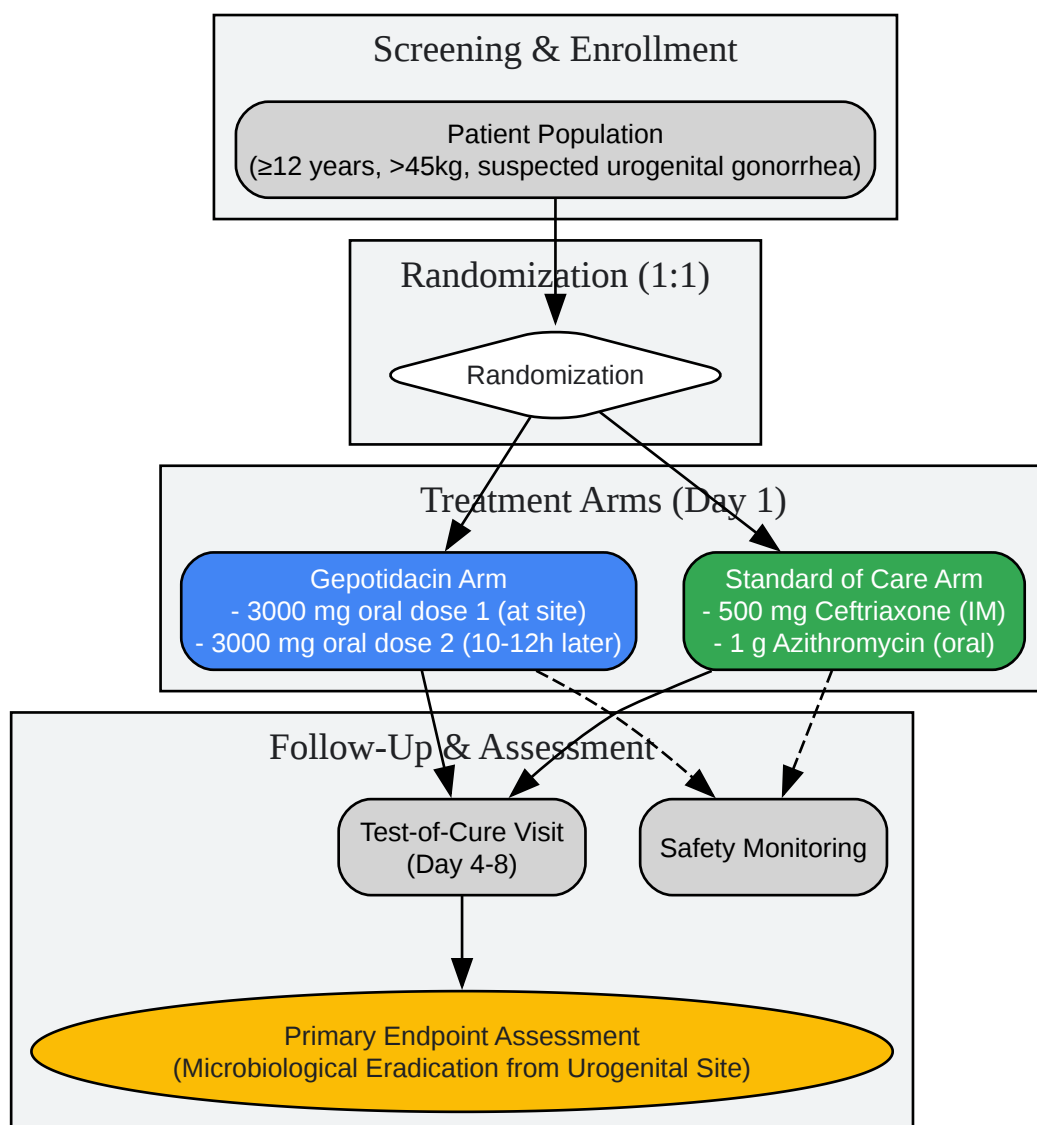 Screening & Enrollment
Patient Population
(≥12 years, >45kg, suspected urogenital gonorrhea)
Randomization (1:1)
Randomization
Treatment Arms (Day 1)
Gepotidacin Arm
- 3000 mg oral dose 1 (at site)
- 3000 mg oral dose 2 (10-12h later)
Standard of Care Arm
- 500 mg Ceftriaxone (IM)
- 1 g Azithromycin (oral)
Follow-Up & Assessment
Test-of-Cure Visit
(Day 4-8)
Safety Monitoring
Primary Endpoint Assessment
(Microbiological Eradication from Urogenital Site)